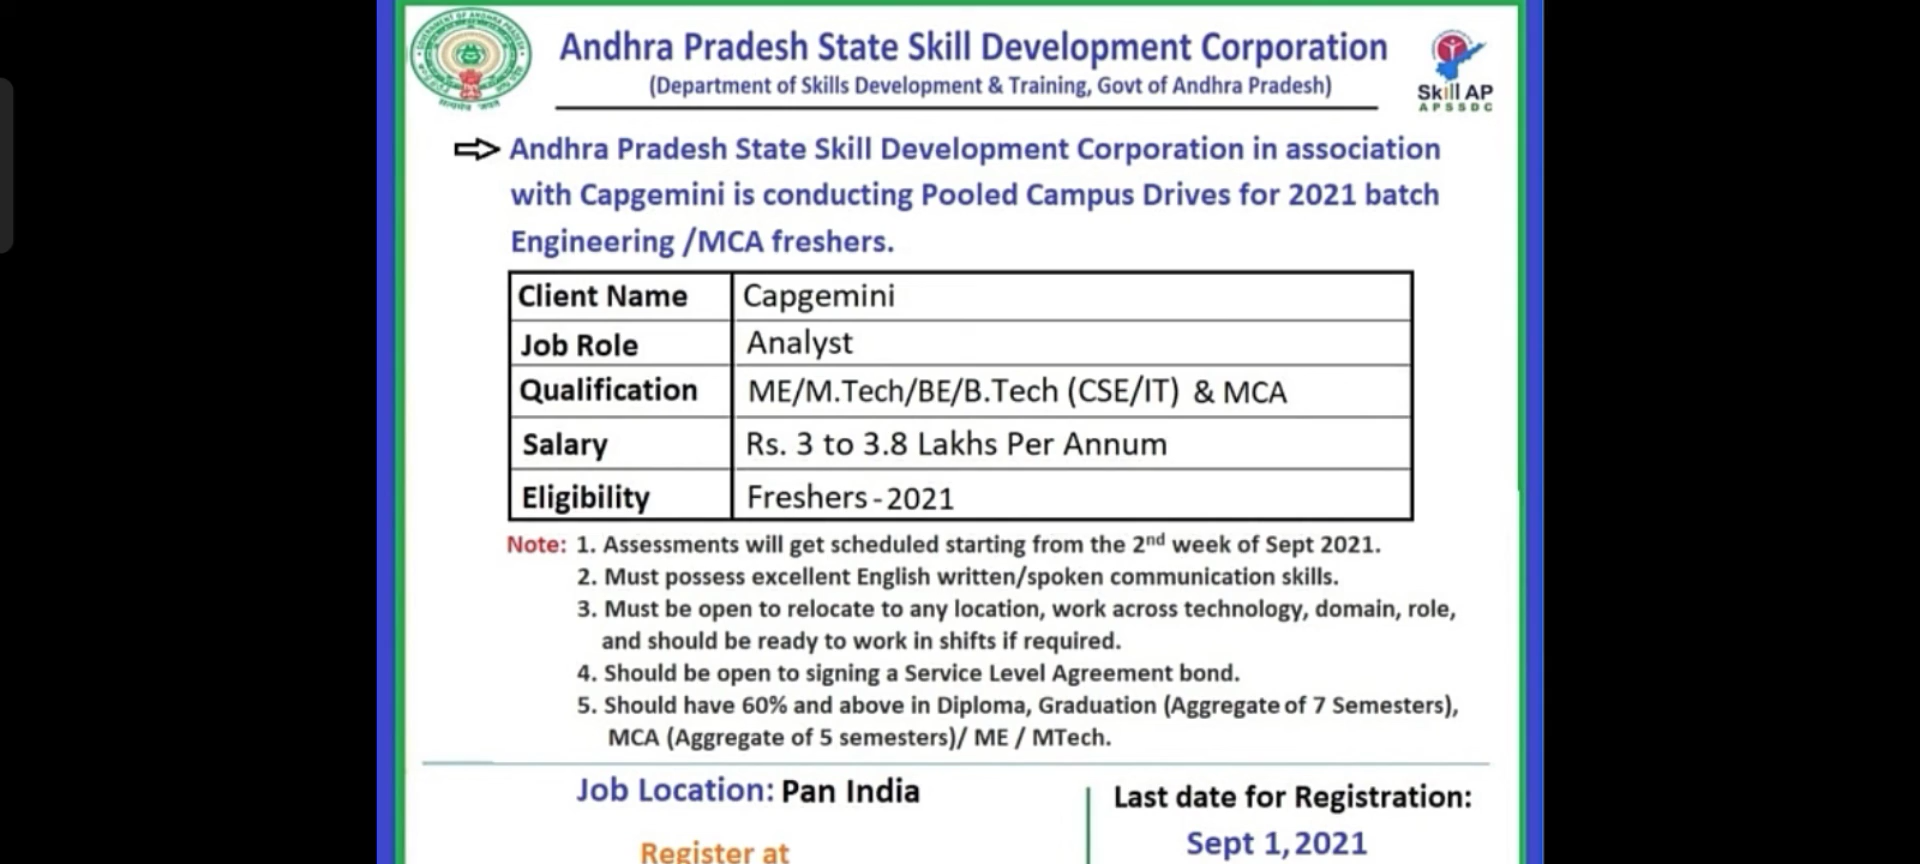 Andhra Pradesh State Skill Development Corporation
(Department of Skills Development & Training, Govt of Andhra Pradesh)
Skill AP
APSSDC
Andhra Pradesh State Skill Development Corporation in association
with Capgemini is conducting Pooled Campus Drives for 2021 batch
Engineering /MCA freshers.
Client Name Capgemini
Job Role Analyst
Qualification ME/M.Tech/BE/B.Tech (CSE/IT) & MCA
Salary Rs. 3 to 3.8 Lakhs Per Annum
Eligibility Freshers - 2021
Note: 1. Assessments will get scheduled starting from the 2nd week of Sept 2021.
2. Must possess excellent English written/spoken communication skills.
3. Must be open to relocate to any location, work across technology, domain, role,
and should be ready to work in shifts if required.
4. Should be open to signing a Service Level Agreement bond.
5. Should have 60% and above in Diploma, Graduation (Aggregate of 7 Semesters),
MCA (Aggregate of 5 semesters)/ ME / MTech.
Job Location: Pan India
Register at
Last date for Registration:
Sept 1, 2021